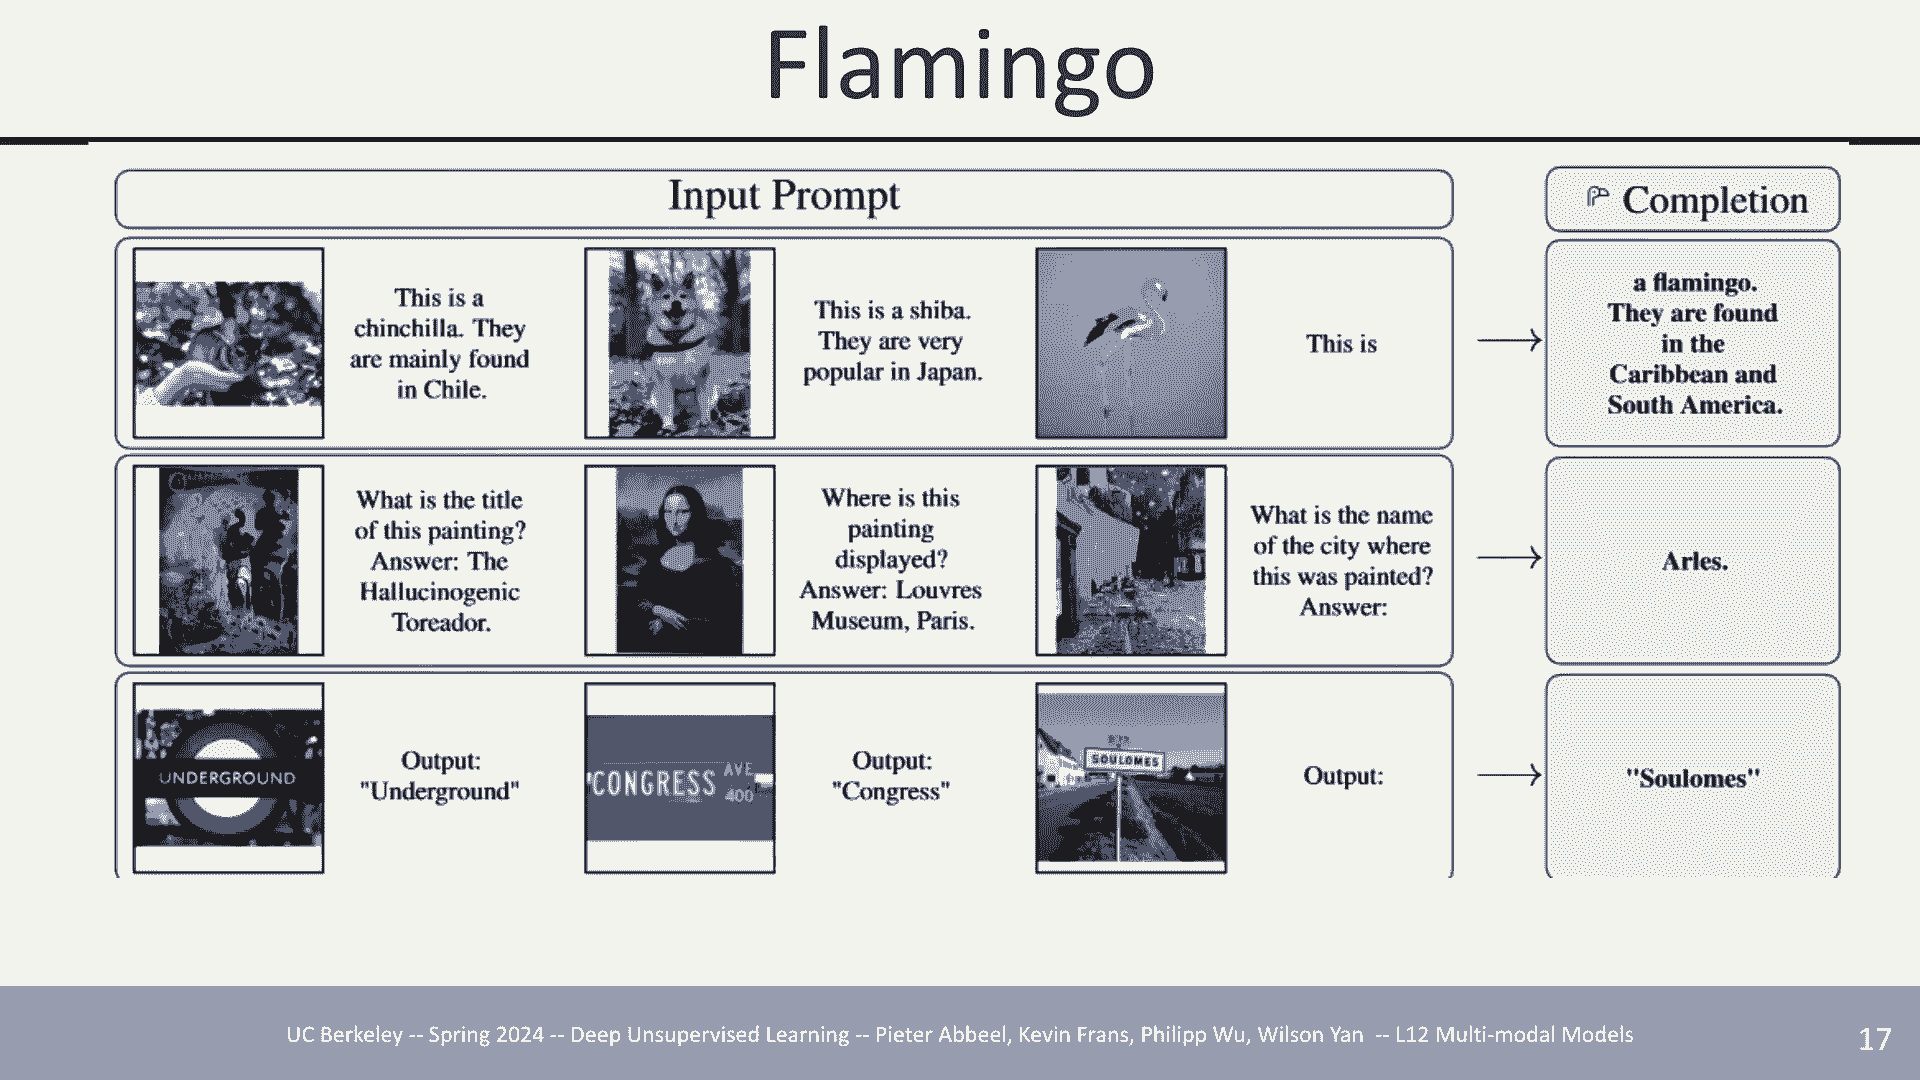 Flamingo
Input Prompt
Completion
This is a
chinchilla. They
are mainly found
in Chile.
This is a shiba.
They are very
popular in Japan.
This is
a flamingo.
They are found
in the
Caribbean and
South America.
What is the title
of this painting?
Answer: The
Hallucinogenic
Toreador.
Where is this
painting
displayed?
Answer: Louvres
Museum, Paris.
What is the name
of the city where
this was painted?
Answer:
Arles.
UNDERGROUND
Output:
"Underground"
CONGRESS AVE
400
Output:
"Congress"
SOULOMES
Output:
"Soulomes"
UC Berkeley -- Spring 2024 -- Deep Unsupervised Learning -- Pieter Abbeel, Kevin Frans, Philipp Wu, Wilson Yan -- L12 Multi-modal Models
17